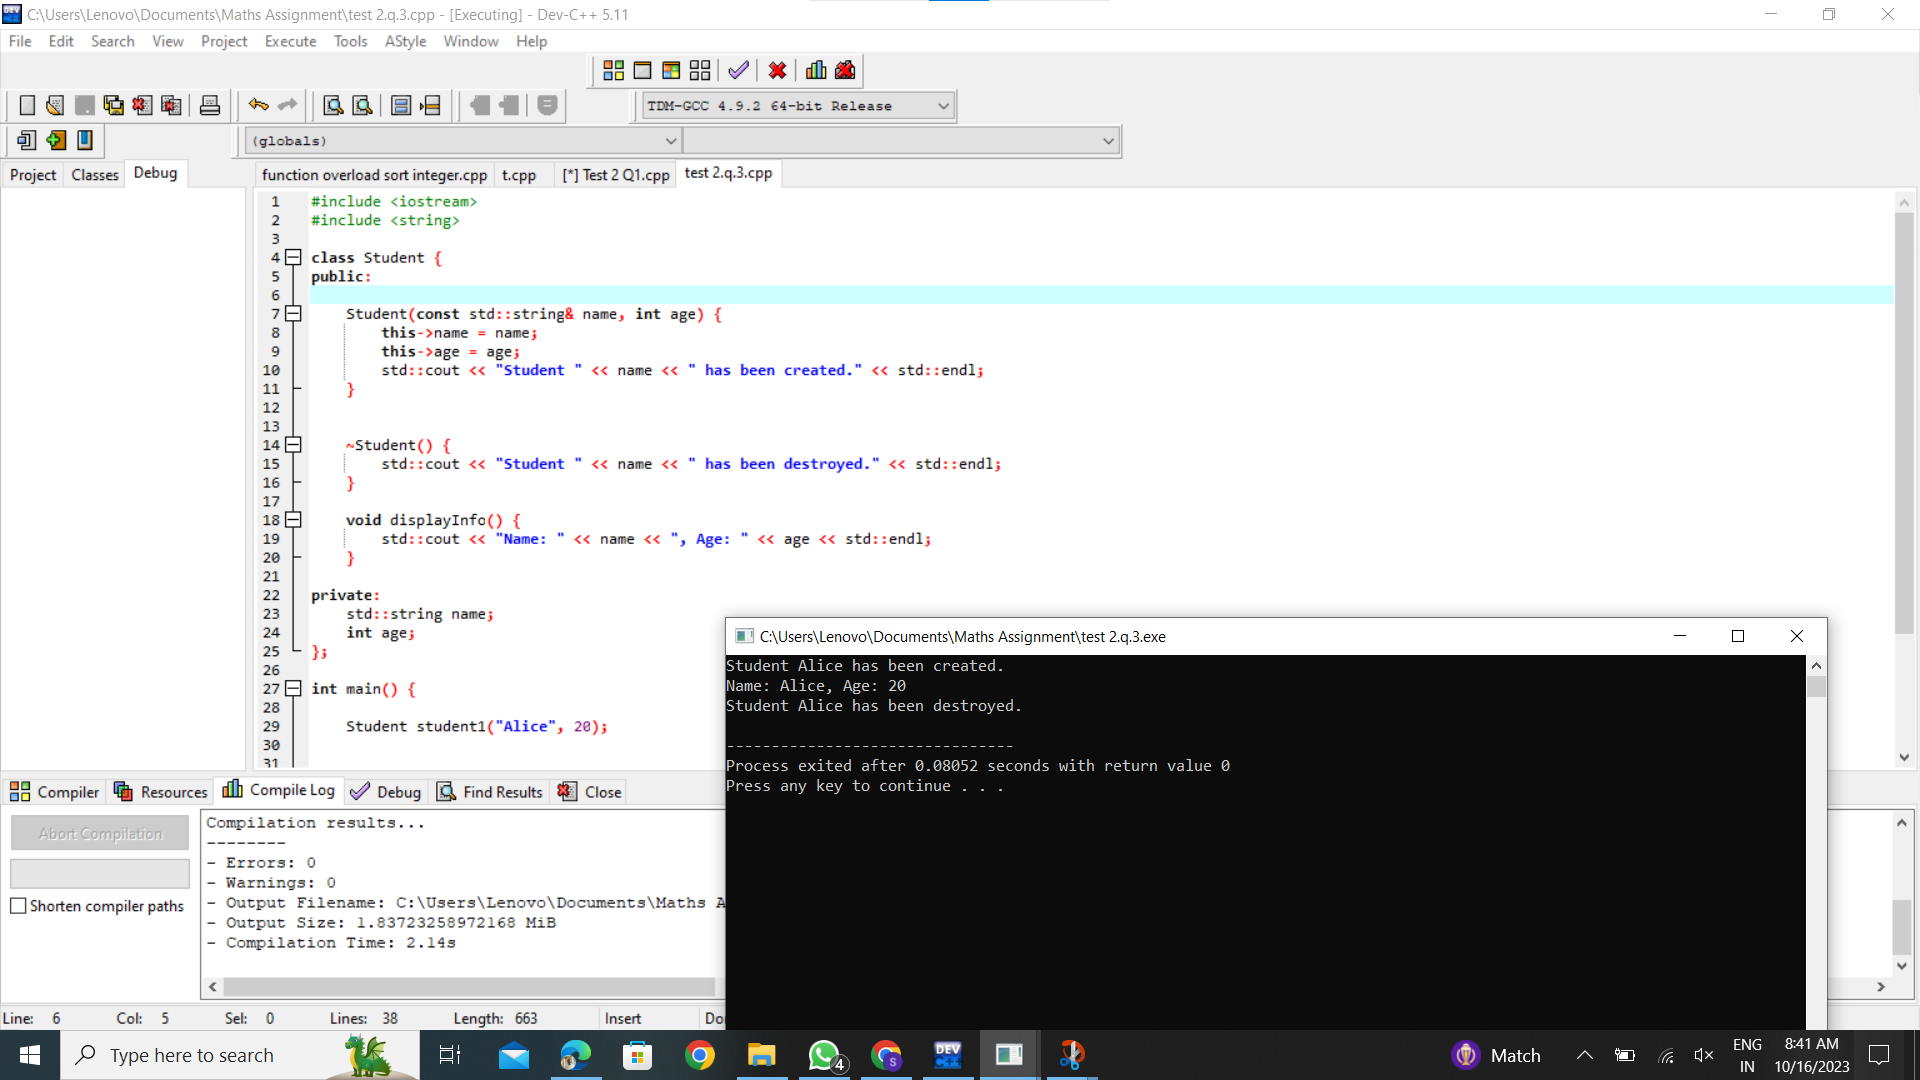 C:\Users\Lenovo\Documents\Maths Assignment\test 2.q.3.cpp - [Executing] - Dev-C++ 5.11
File Edit Search View Project Execute Tools AStyle Window Help
TDM-GCC 4.9.2 64-bit Release
(globals)
Project Classes Debug
function overload sort integer.cpp t.cpp [*] Test 2 Q1.cpp test 2.q.3.cpp
1 #include <iostream>
2 #include <string>
3
4 class Student {
5 public:
6
7 Student(const std::string& name, int age) {
8 this->name = name;
9 this->age = age;
10 std::cout << "Student " << name << " has been created." << std::endl;
11 }
12
13
14 ~Student() {
15 std::cout << "Student " << name << " has been destroyed." << std::endl;
16 }
17
18 void displayInfo() {
19 std::cout << "Name: " << name << ", Age: " << age << std::endl;
20 }
21
22 private:
23 std::string name;
24 int age;
25 };
26
27 int main() {
28
29 Student student1("Alice", 20);
30
31
C:\Users\Lenovo\Documents\Maths Assignment\test 2.q.3.exe
Student Alice has been created.
Name: Alice, Age: 20
Student Alice has been destroyed.
--------------------------------
Process exited after 0.08052 seconds with return value 0
Press any key to continue . . .
Compiler Resources Compile Log Debug Find Results Close
Abort Compilation
Shorten compiler paths
Compilation results...
--------
- Errors: 0
- Warnings: 0
- Output Filename: C:\Users\Lenovo\Documents\Maths A
- Output Size: 1.83723258972168 MiB
- Compilation Time: 2.14s
Line: 6 Col: 5 Sel: 0 Lines: 38 Length: 663 Insert Do
Type here to search
4
S
DEV
Match
ENG
IN
8:41 AM
10/16/2023